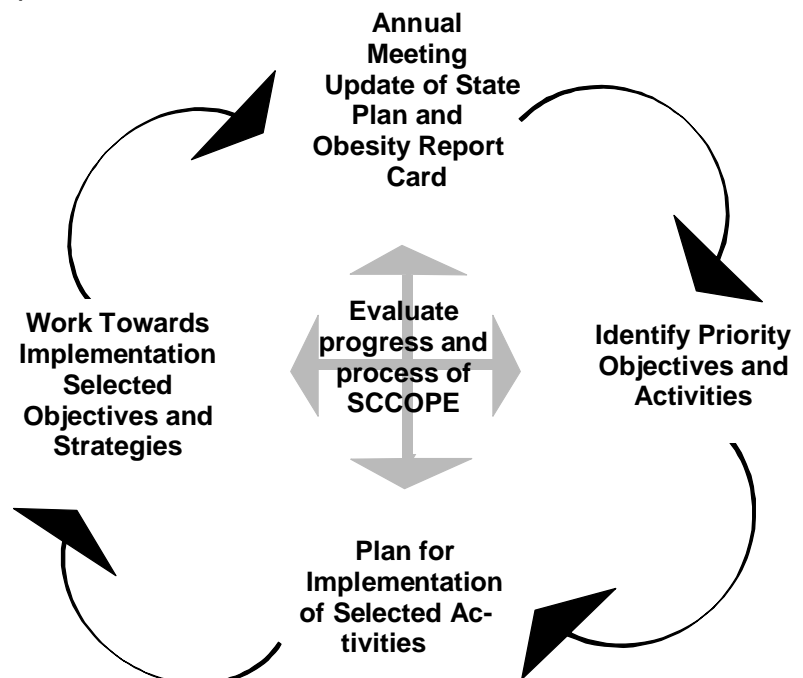 Annual
Meeting
Update of State
Plan and
Obesity Report
Card
Work Towards
Implementation
Selected
Objectives and
Strategies
Evaluate
progress and
process of
SCCOPE
Identify Priority
Objectives and
Activities
Plan for
Implementation
of Selected Ac-
tivities